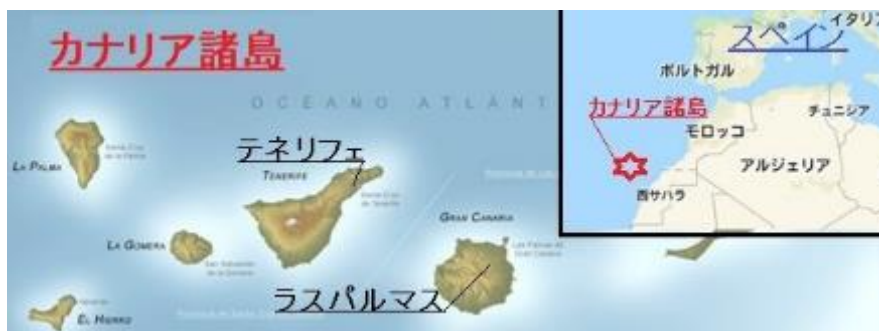 カナリア諸島
OCEANO ATLÁNT
LA PALMA
テネリフェ
TENERIFE
LA GOMERA
GRAN CANARIA
ラスパルマス
EL HIERRO
イタリア
スペイン
ポルトガル
カナリア諸島
チュニジア
モロッコ
アルジェリア
西サハラ